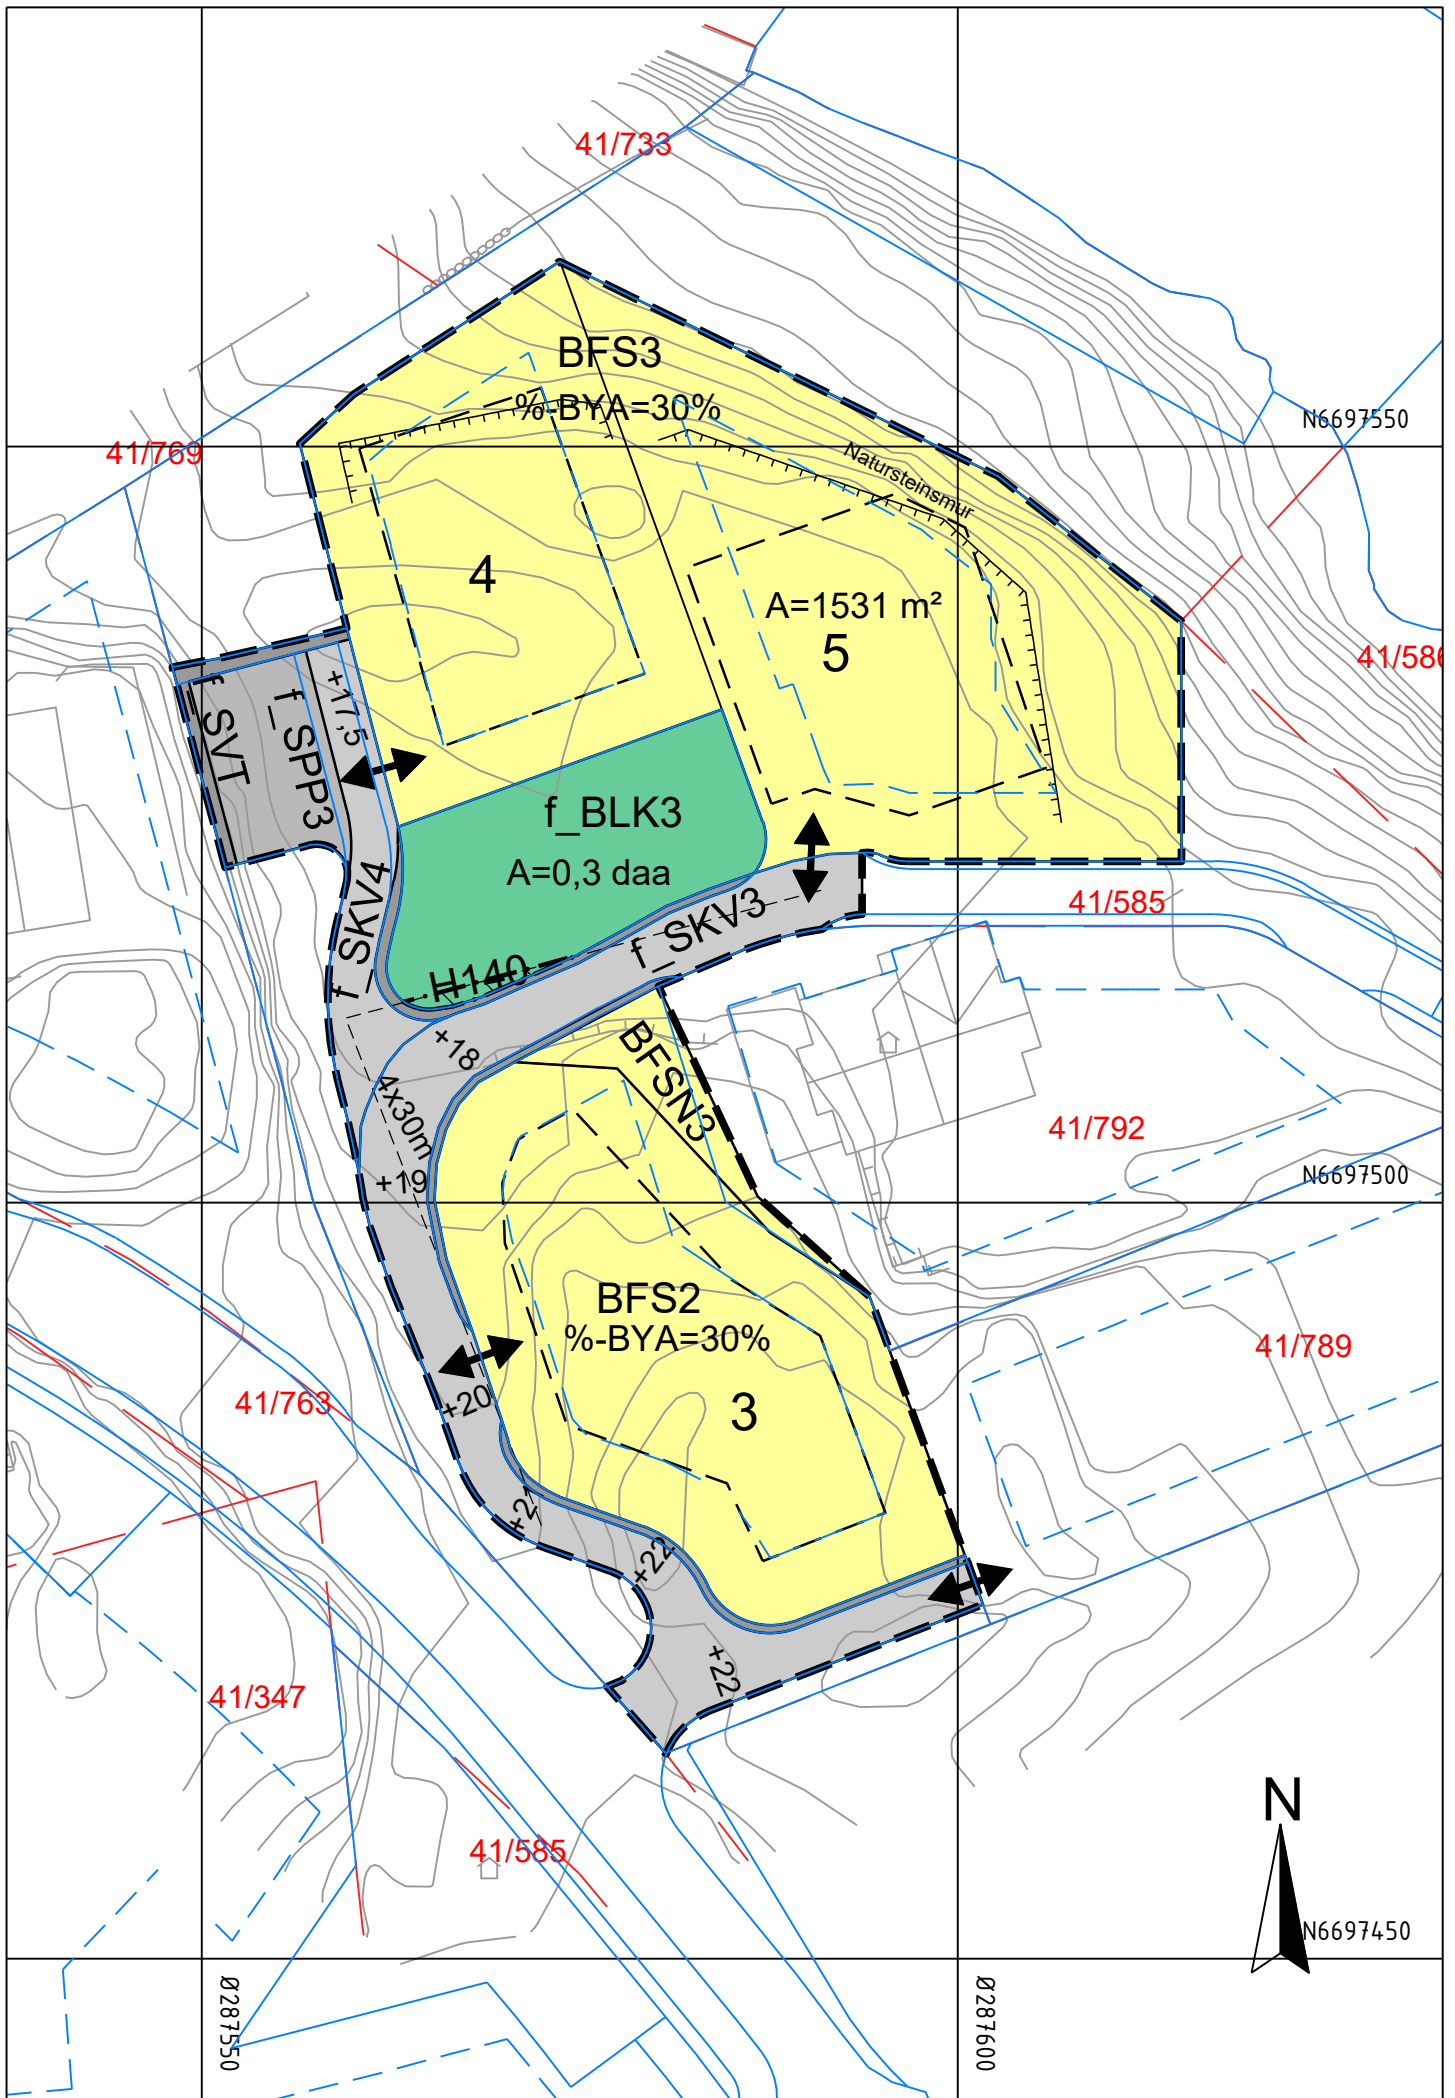 41/733
BFS3
%-BYA=30%
N6697550
41/769
Natursteinsmur
4
A=1531 m²
5
41/586
f_SVT
f_SPP3
+17,5
f_BLK3
A=0,3 daa
f_SKV4
f_SKV3
41/585
H140
+18
BFSN3
4x30m
41/792
+19
N6697500
BFS2
%-BYA=30%
41/789
+20
41/763
3
+21
+22
+22
41/347
N
41/585
N6697450
Ø287550
Ø287600